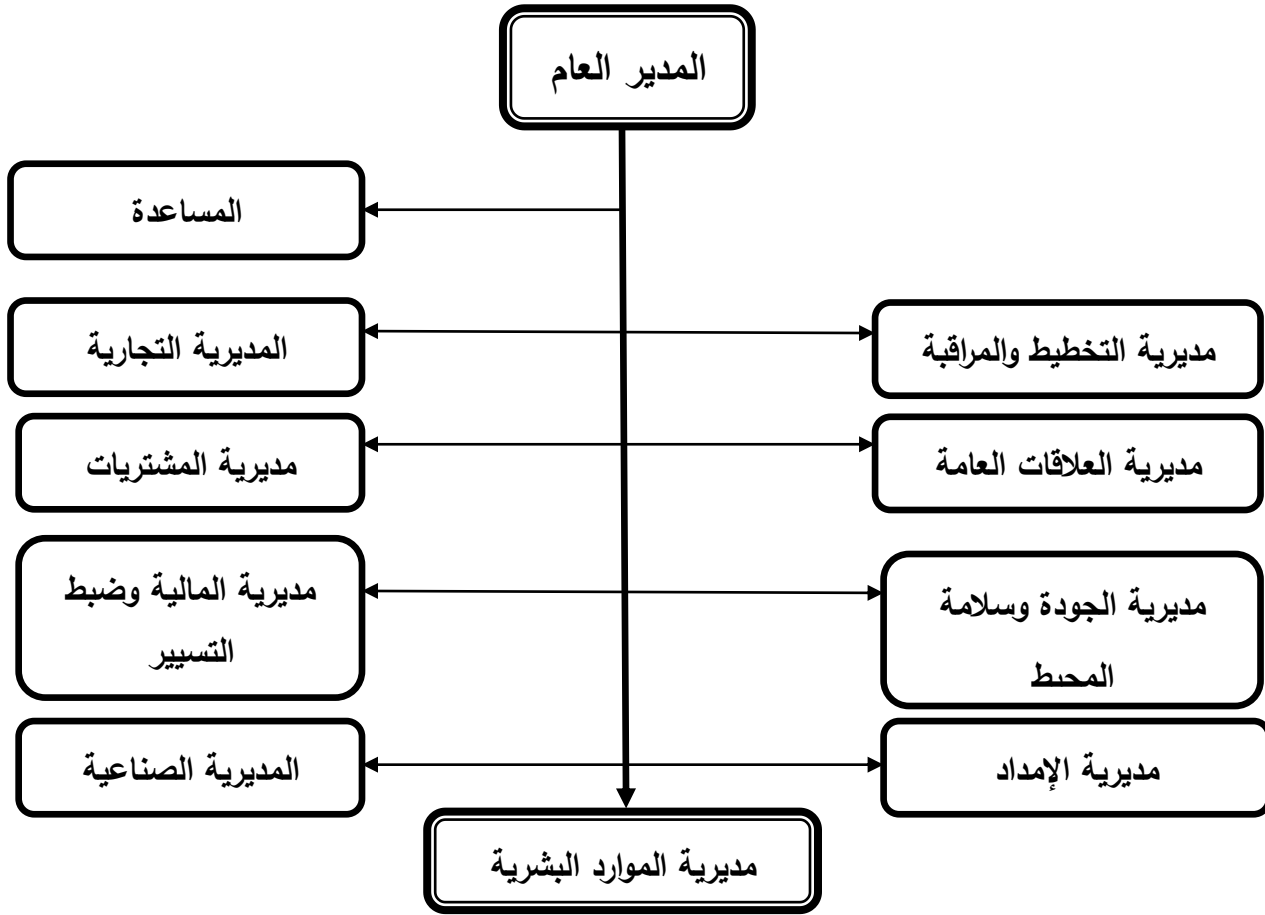 المدير العام
المساعدة
مديرية التخطيط والمراقبة
المديرية التجارية
مديرية العلاقات العامة
مديرية المشتريات
مديرية الجودة وسلامة
المحيط
مديرية المالية وضبط
التسيير
مديرية الإمداد
المديرية الصناعية
مديرية الموارد البشرية